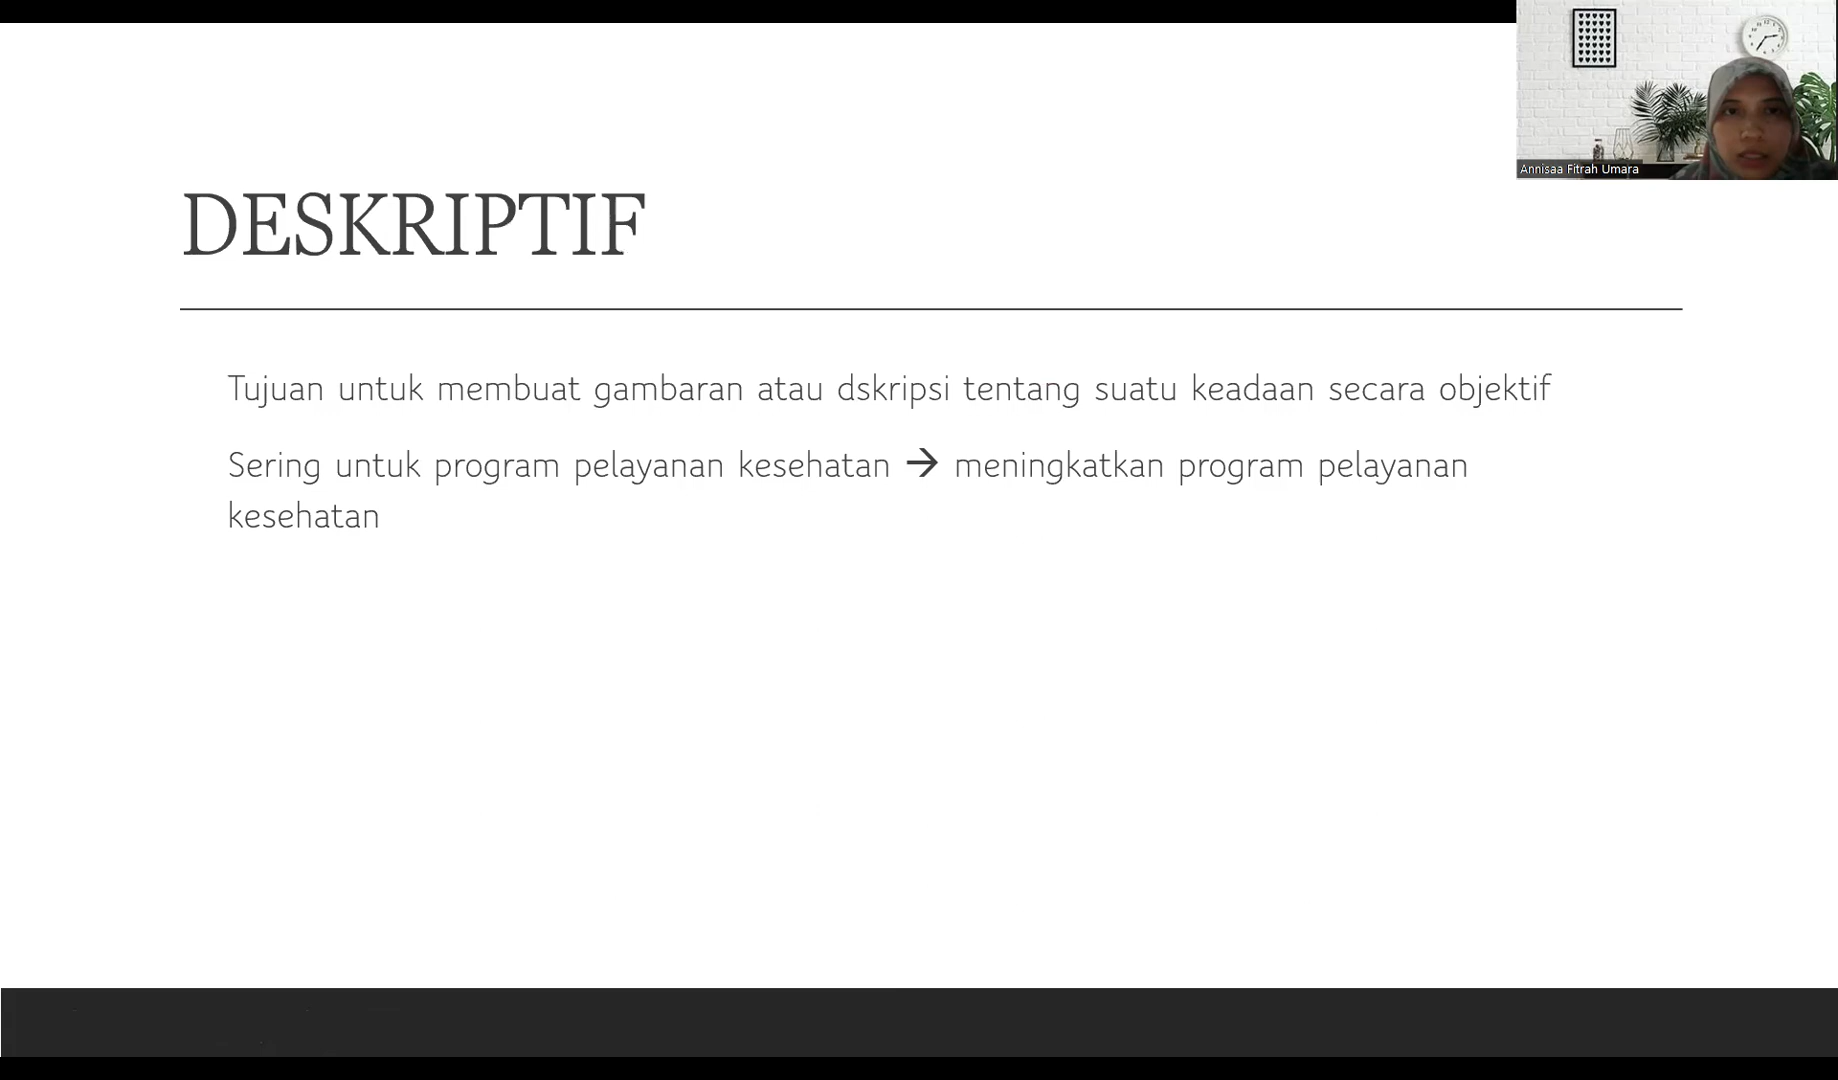 Annisaa Fitrah Umara
DESKRIPTIF
Tujuan untuk membuat gambaran atau dskripsi tentang suatu keadaan secara objektif
Sering untuk program pelayanan kesehatan → meningkatkan program pelayanan
kesehatan